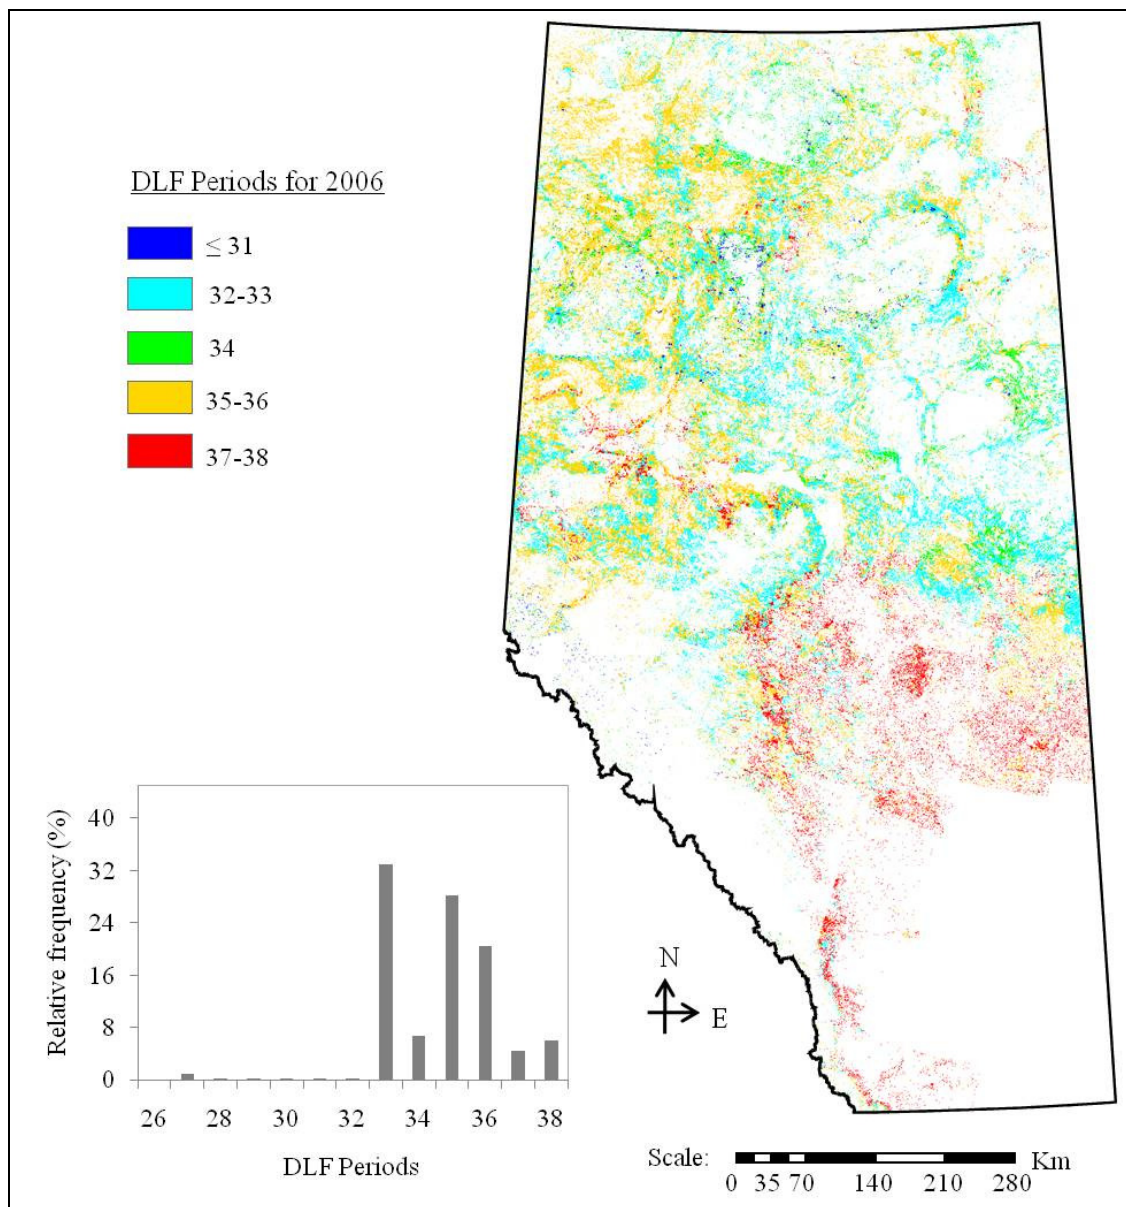 DLF Periods for 2006
≤ 31
32-33
34
35-36
37-38
Relative frequency (%)
40
32
24
16
8
0
26 28 30 32 34 36 38
DLF Periods
N
E
Scale:
Km
0 35 70 140 210 280